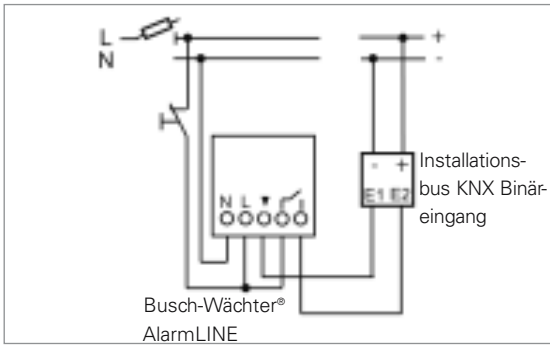 L +
N -
- +
E1 E2
Installations-
bus KNX Binär-
eingang
N L ▼
Busch-Wächter®
AlarmLINE